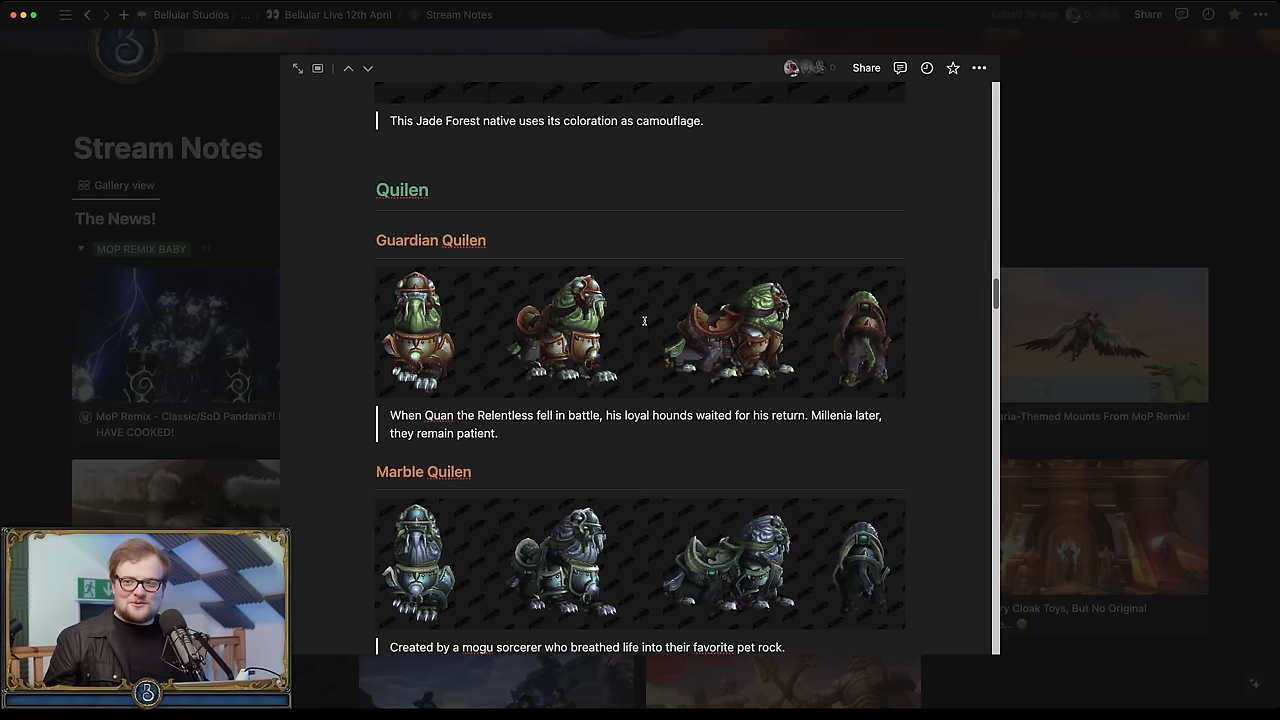 Bellular Studios / ... / Bellular Live 12th April / Stream Notes
Edited 3h ago
Share
Share
Stream Notes
Gallery view
The News!
MOP REMIX BABY
MoP Remix - Classic/SoD Pandaria?!
HAVE COOKED!
This Jade Forest native uses its coloration as camouflage.
Quilen
Guardian Quilen
When Quan the Relentless fell in battle, his loyal hounds waited for his return. Millenia later,
they remain patient.
Marble Quilen
Created by a mogu sorcerer who breathed life into their favorite pet rock.
aria-Themed Mounts From MoP Remix!
ry Cloak Toys, But No Original
B